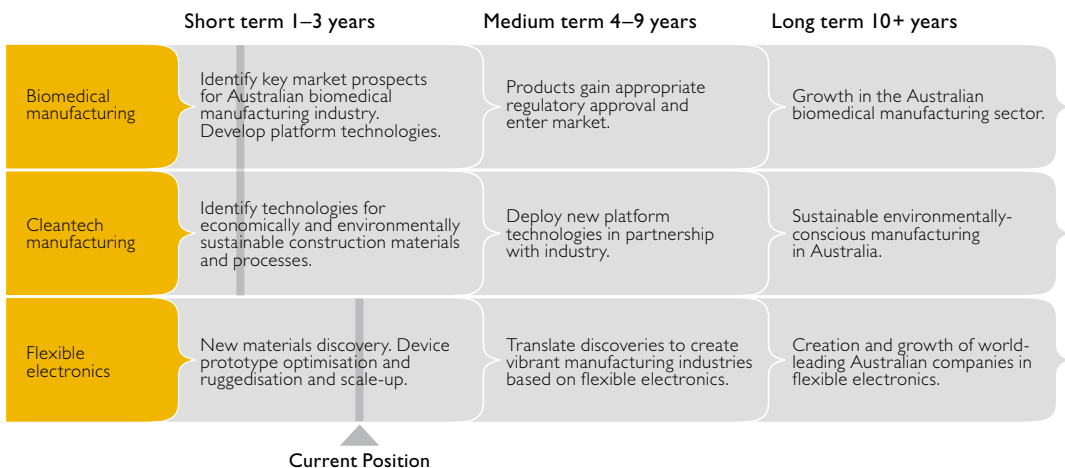 Short term 1–3 years
Medium term 4–9 years
Long term 10+ years
Biomedical
manufacturing
Identify key market prospects
for Australian biomedical
manufacturing industry.
Develop platform technologies.
Products gain appropriate
regulatory approval and
enter market.
Growth in the Australian
biomedical manufacturing sector.
Cleantech
manufacturing
Identify technologies for
economically and environmentally
sustainable construction materials
and processes.
Deploy new platform
technologies in partnership
with industry.
Sustainable environmentally-
conscious manufacturing
in Australia.
Flexible
electronics
New materials discovery. Device
prototype optimisation and
ruggedisation and scale-up.
Translate discoveries to create
vibrant manufacturing industries
based on flexible electronics.
Creation and growth of world-
leading Australian companies in
flexible electronics.
Current Position